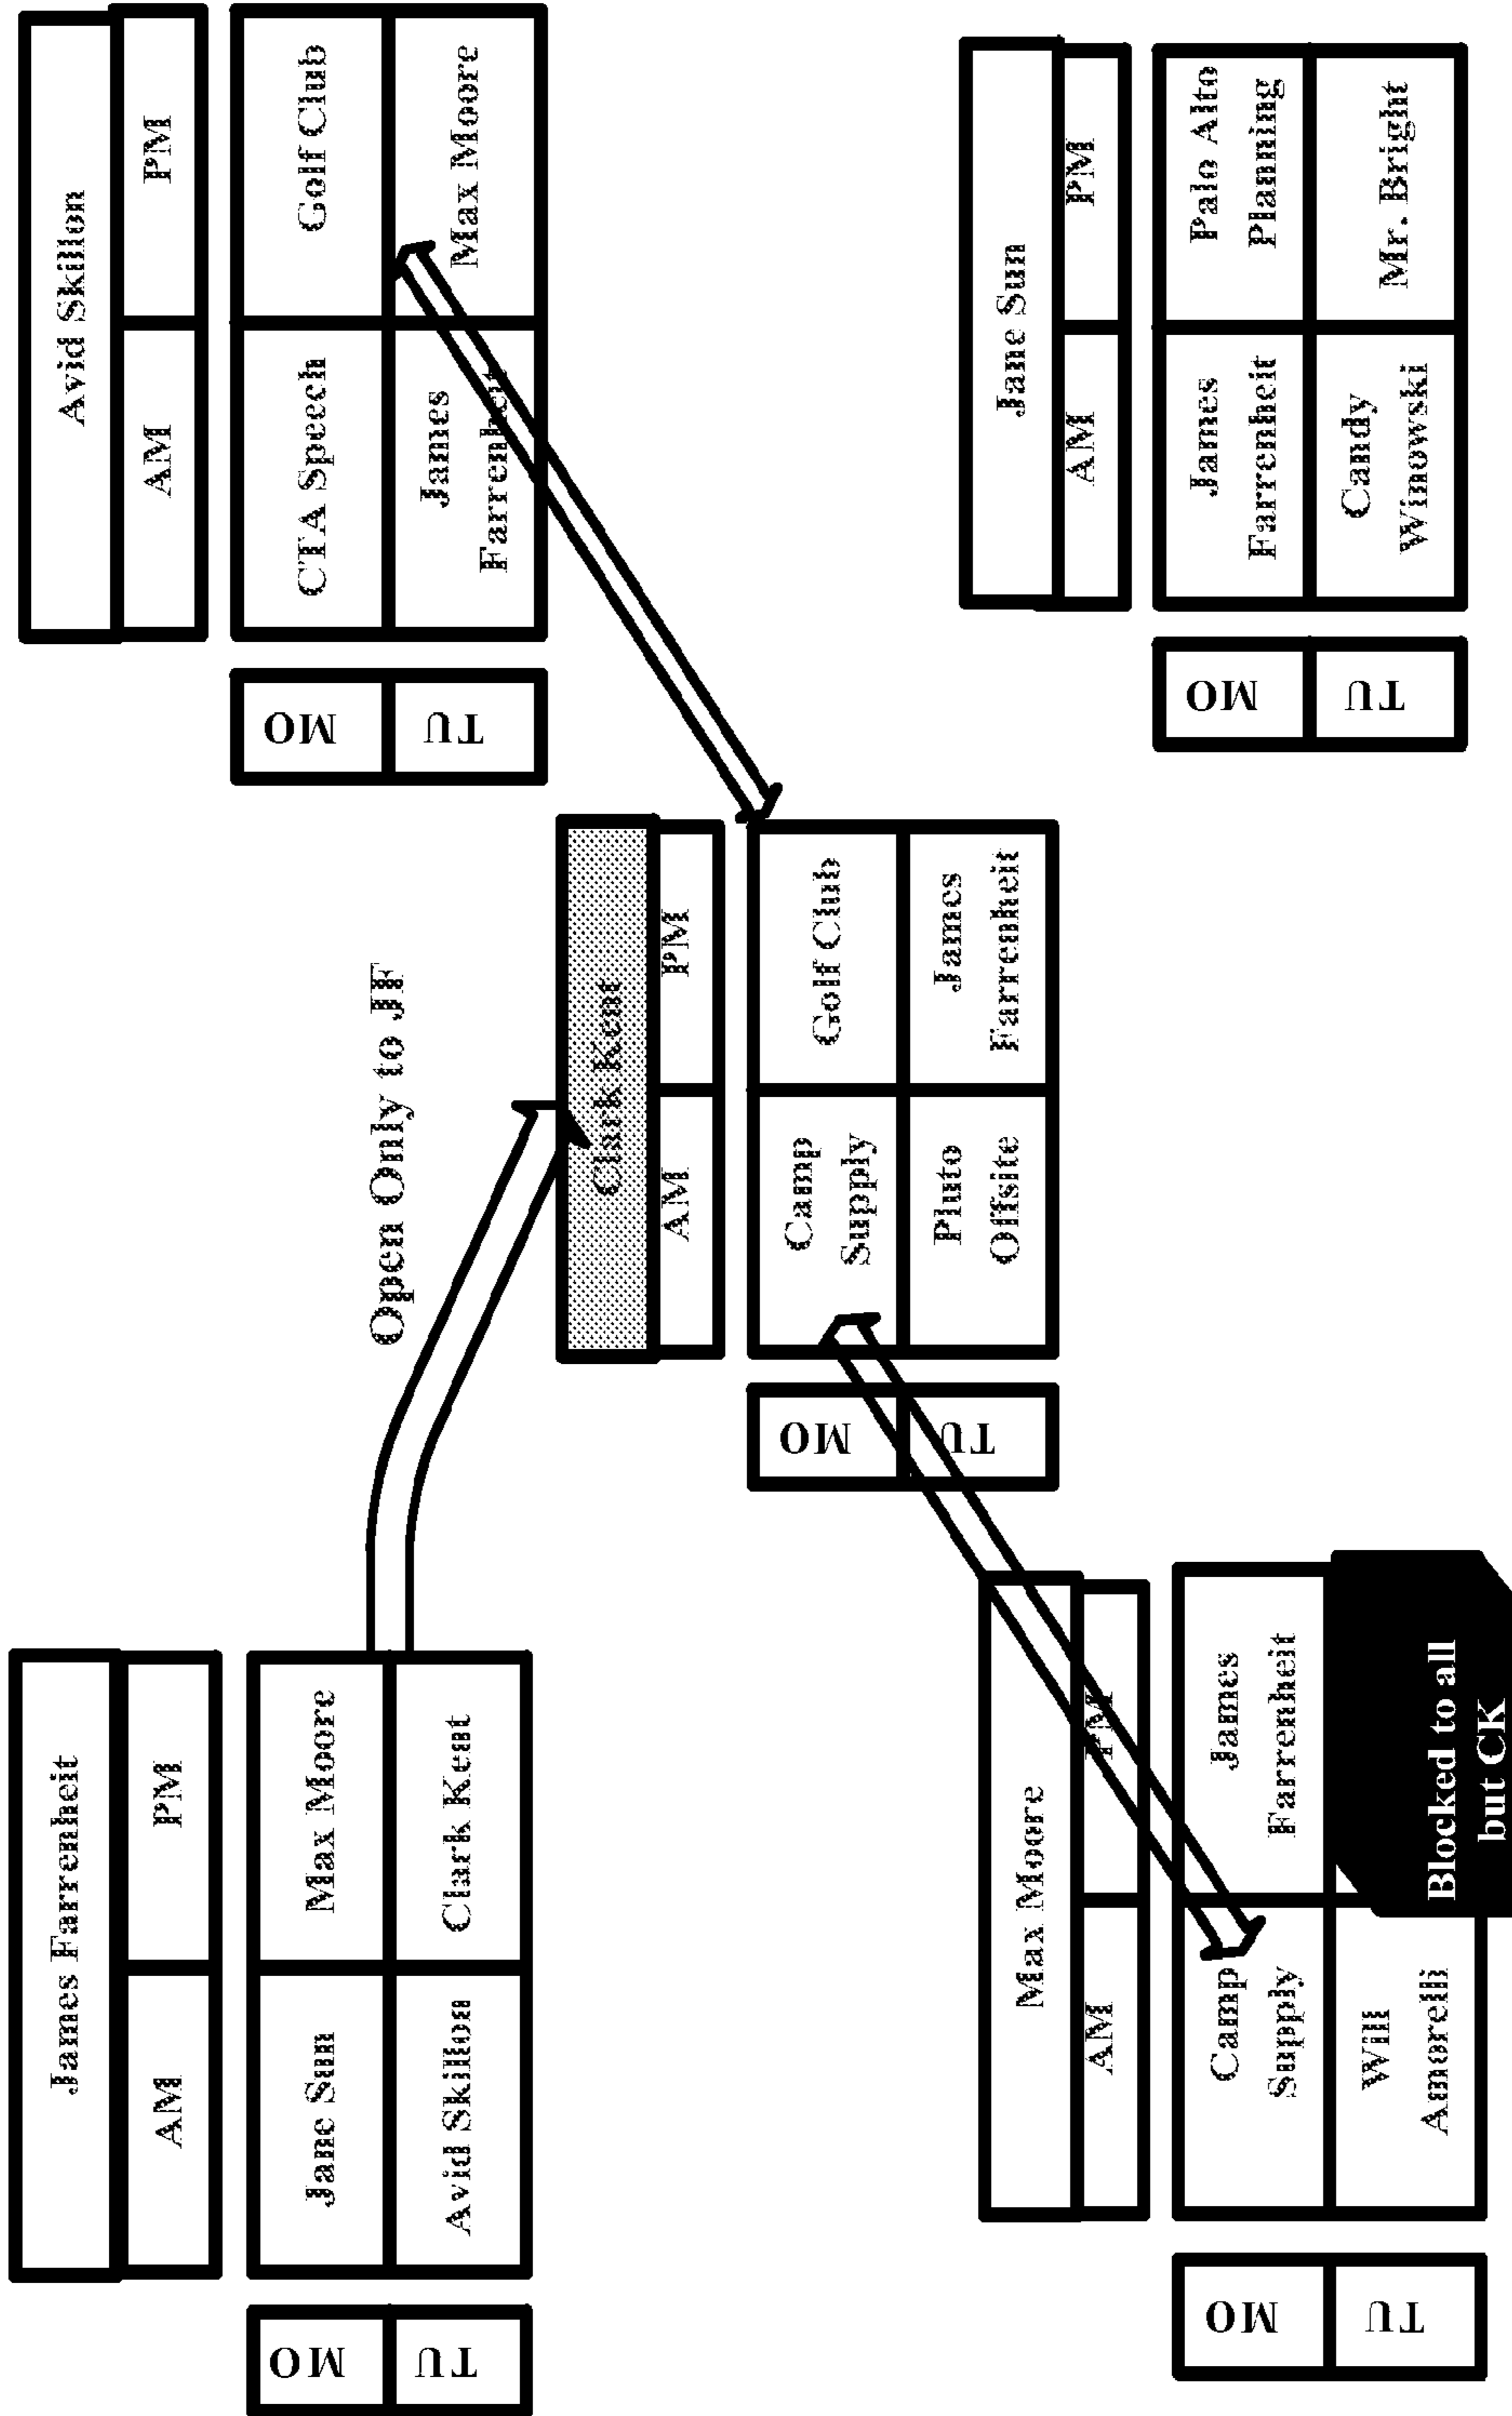 James Farrenheit
AM
PM
MO
Jane Sun
Max Moore
TU
Avid Skillon
Clark Kent
Open Only to JF
Avid Skillon
AM
PM
MO
CTA Speech
Golf Club
TU
James
Farrenheit
Max Moore
Clark Kent
AM
PM
MO
Camp
Supply
Golf Club
TU
Pluto
Offsite
James
Farrenheit
Max Moore
AM
PM
MO
Camp
Supply
James
Farrenheit
TU
Will
Amorelli
Blocked to all
but CK
Jane Sun
AM
PM
MO
James
Farrenheit
Palo Alto
Planning
TU
Candy
Winowski
Mr. Bright